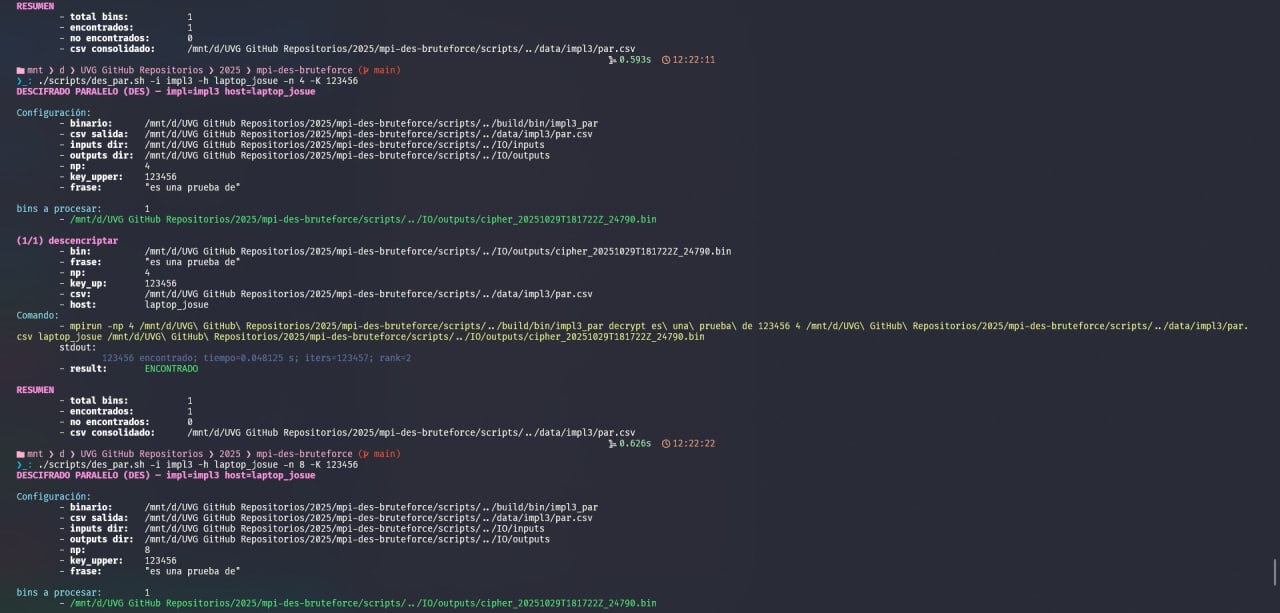 RESUMEN
- total bins: 1
- encontrados: 1
- no encontrados: 0
- csv consolidado: /mnt/d/UVG GitHub Repositorios/2025/mpi-des-bruteforce/scripts/../data/impl3/par.csv
0.593s 12:22:11
mnt ❯ d ❯ UVG GitHub Repositorios ❯ 2025 ❯ mpi-des-bruteforce (main)
❯_: ./scripts/des_par.sh -i impl3 -h laptop_josue -n 4 -K 123456
DESCIFRADO PARALELO (DES) — impl=impl3 host=laptop_josue
Configuración:
- binario: /mnt/d/UVG GitHub Repositorios/2025/mpi-des-bruteforce/scripts/../build/bin/impl3_par
- csv salida: /mnt/d/UVG GitHub Repositorios/2025/mpi-des-bruteforce/scripts/../data/impl3/par.csv
- inputs dir: /mnt/d/UVG GitHub Repositorios/2025/mpi-des-bruteforce/scripts/../IO/inputs
- outputs dir: /mnt/d/UVG GitHub Repositorios/2025/mpi-des-bruteforce/scripts/../IO/outputs
- np: 4
- key_upper: 123456
- frase: "es una prueba de"
bins a procesar: 1
- /mnt/d/UVG GitHub Repositorios/2025/mpi-des-bruteforce/scripts/../IO/outputs/cipher_20251029T181722Z_24790.bin
(1/1) descencriptar
- bin: /mnt/d/UVG GitHub Repositorios/2025/mpi-des-bruteforce/scripts/../IO/outputs/cipher_20251029T181722Z_24790.bin
- frase: "es una prueba de"
- np: 4
- key_up: 123456
- csv: /mnt/d/UVG GitHub Repositorios/2025/mpi-des-bruteforce/scripts/../data/impl3/par.csv
- host: laptop_josue
Comando:
- mpirun -np 4 /mnt/d/UVG\ GitHub\ Repositorios/2025/mpi-des-bruteforce/scripts/../build/bin/impl3_par decrypt es\ una\ prueba\ de 123456 4 /mnt/d/UVG\ GitHub\ Repositorios/2025/mpi-des-bruteforce/scripts/../data/impl3/par.
csv laptop_josue /mnt/d/UVG\ GitHub\ Repositorios/2025/mpi-des-bruteforce/scripts/../IO/outputs/cipher_20251029T181722Z_24790.bin
stdout:
123456 encontrado; tiempo=0.048125 s; iters=123457; rank=2
- result: ENCONTRADO
RESUMEN
- total bins: 1
- encontrados: 1
- no encontrados: 0
- csv consolidado: /mnt/d/UVG GitHub Repositorios/2025/mpi-des-bruteforce/scripts/../data/impl3/par.csv
0.626s 12:22:22
mnt ❯ d ❯ UVG GitHub Repositorios ❯ 2025 ❯ mpi-des-bruteforce (main)
❯_: ./scripts/des_par.sh -i impl3 -h laptop_josue -n 8 -K 123456
DESCIFRADO PARALELO (DES) — impl=impl3 host=laptop_josue
Configuración:
- binario: /mnt/d/UVG GitHub Repositorios/2025/mpi-des-bruteforce/scripts/../build/bin/impl3_par
- csv salida: /mnt/d/UVG GitHub Repositorios/2025/mpi-des-bruteforce/scripts/../data/impl3/par.csv
- inputs dir: /mnt/d/UVG GitHub Repositorios/2025/mpi-des-bruteforce/scripts/../IO/inputs
- outputs dir: /mnt/d/UVG GitHub Repositorios/2025/mpi-des-bruteforce/scripts/../IO/outputs
- np: 8
- key_upper: 123456
- frase: "es una prueba de"
bins a procesar: 1
- /mnt/d/UVG GitHub Repositorios/2025/mpi-des-bruteforce/scripts/../IO/outputs/cipher_20251029T181722Z_24790.bin